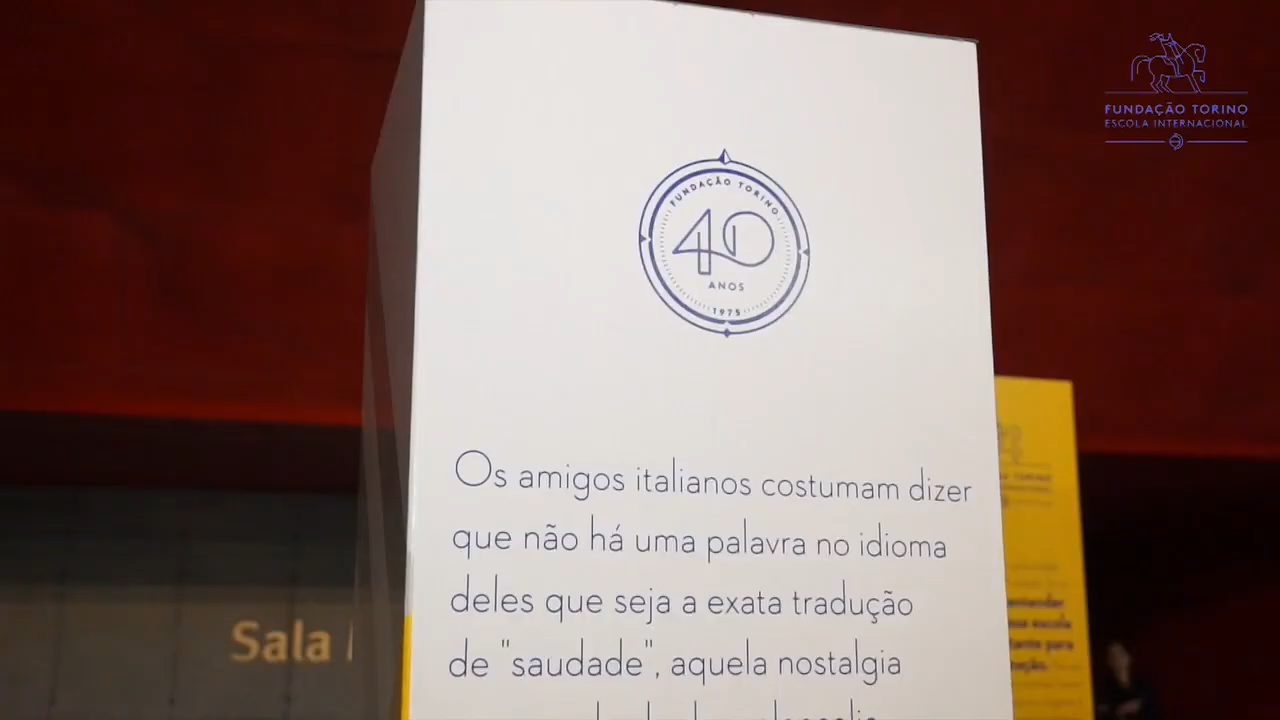 FUNDAÇÃO TORINO
ESCOLA INTERNACIONAL
FUNDAÇÃO TORINO
40
ANOS
1975
Os amigos italianos costumam dizer
que não há uma palavra no idioma
deles que seja a exata tradução
de "saudade", aquela nostalgia
Sala